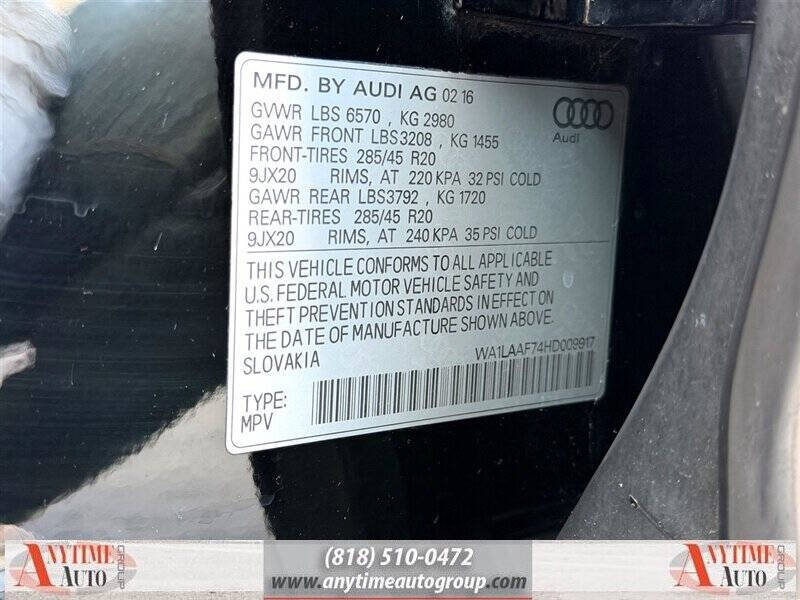 MFD. BY AUDI AG 02 16
GVWR LBS 6570 , KG 2980
GAWR FRONT LBS3208 , KG 1455
FRONT-TIRES 285/45 R20
9JX20 RIMS, AT 220 KPA 32 PSI COLD
GAWR REAR LBS3792 , KG 1720
REAR-TIRES 285/45 R20
9JX20 RIMS, AT 240 KPA 35 PSI COLD
Audi
THIS VEHICLE CONFORMS TO ALL APPLICABLE
U.S. FEDERAL MOTOR VEHICLE SAFETY AND
THEFT PREVENTION STANDARDS IN EFFECT ON
THE DATE OF MANUFACTURE SHOWN ABOVE.
SLOVAKIA WA1LAAF74HD009917
TYPE:
MPV
ANYTIME
AUTO
GROUP
(818) 510-0472
www.anytimeautogroup.com
ANYTIME
AUTO
GROUP